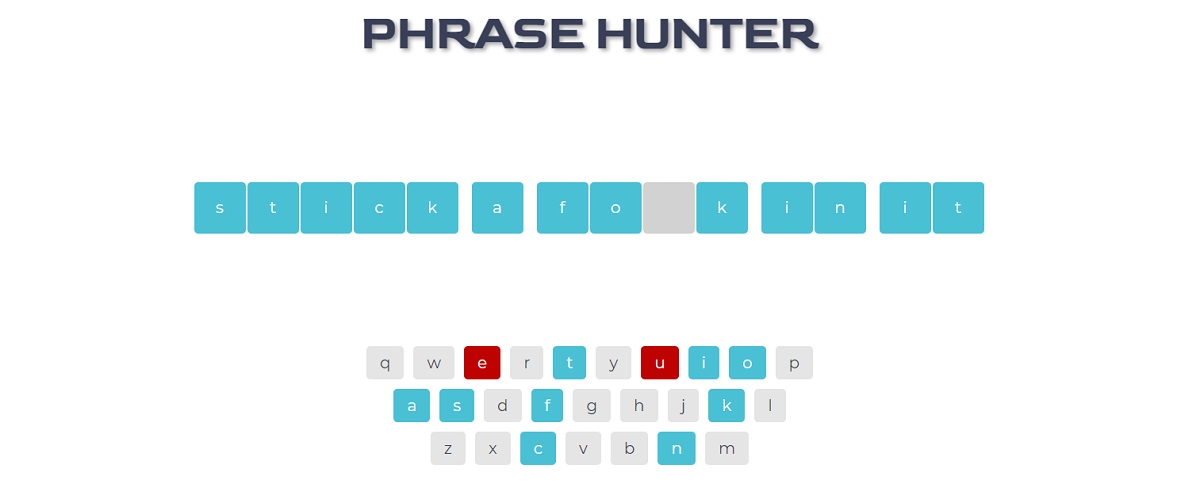 PHRASE HUNTER
s t i c k a f o k i n i t
q w e r t y u i o p
a s d f g h j k l
z x c v b n m